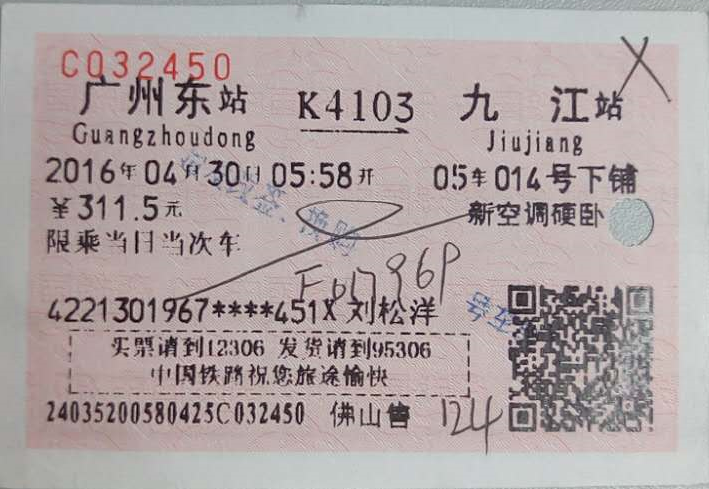 C032450
广州东站 K4103 九江站
Guangzhoudong Jiujiang
2016年04月30日05:58开 05车014号下铺
￥311.5元 新空调硬卧
限乘当日当次车
4221301967****451X 刘松洋
买票请到12306 发货请到95306
中国铁路祝您旅途愉快
24035200580425C032450 佛山售 124